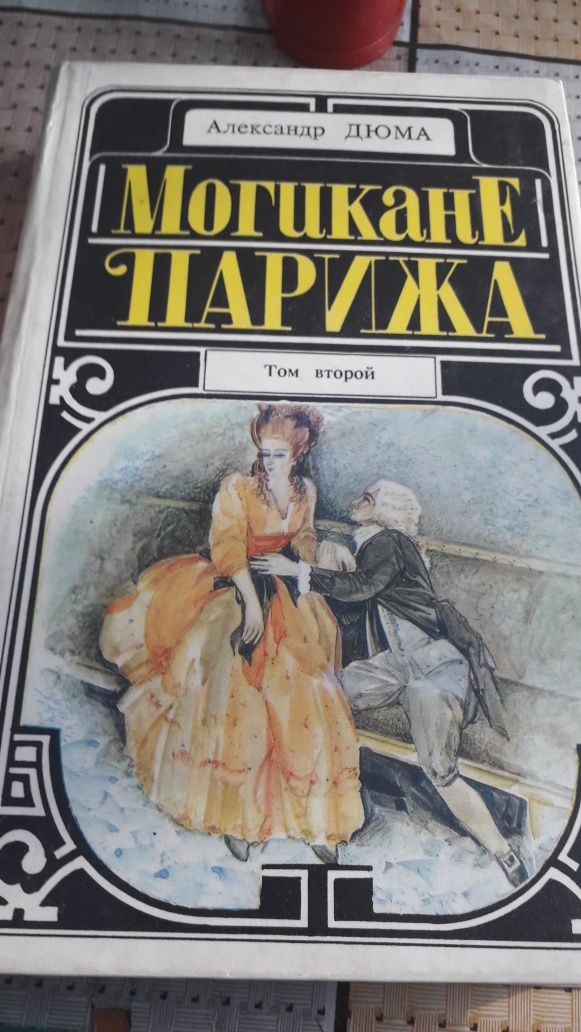 Александр ДЮМА
МогиканЕ
ПАРИЖА
Том второй